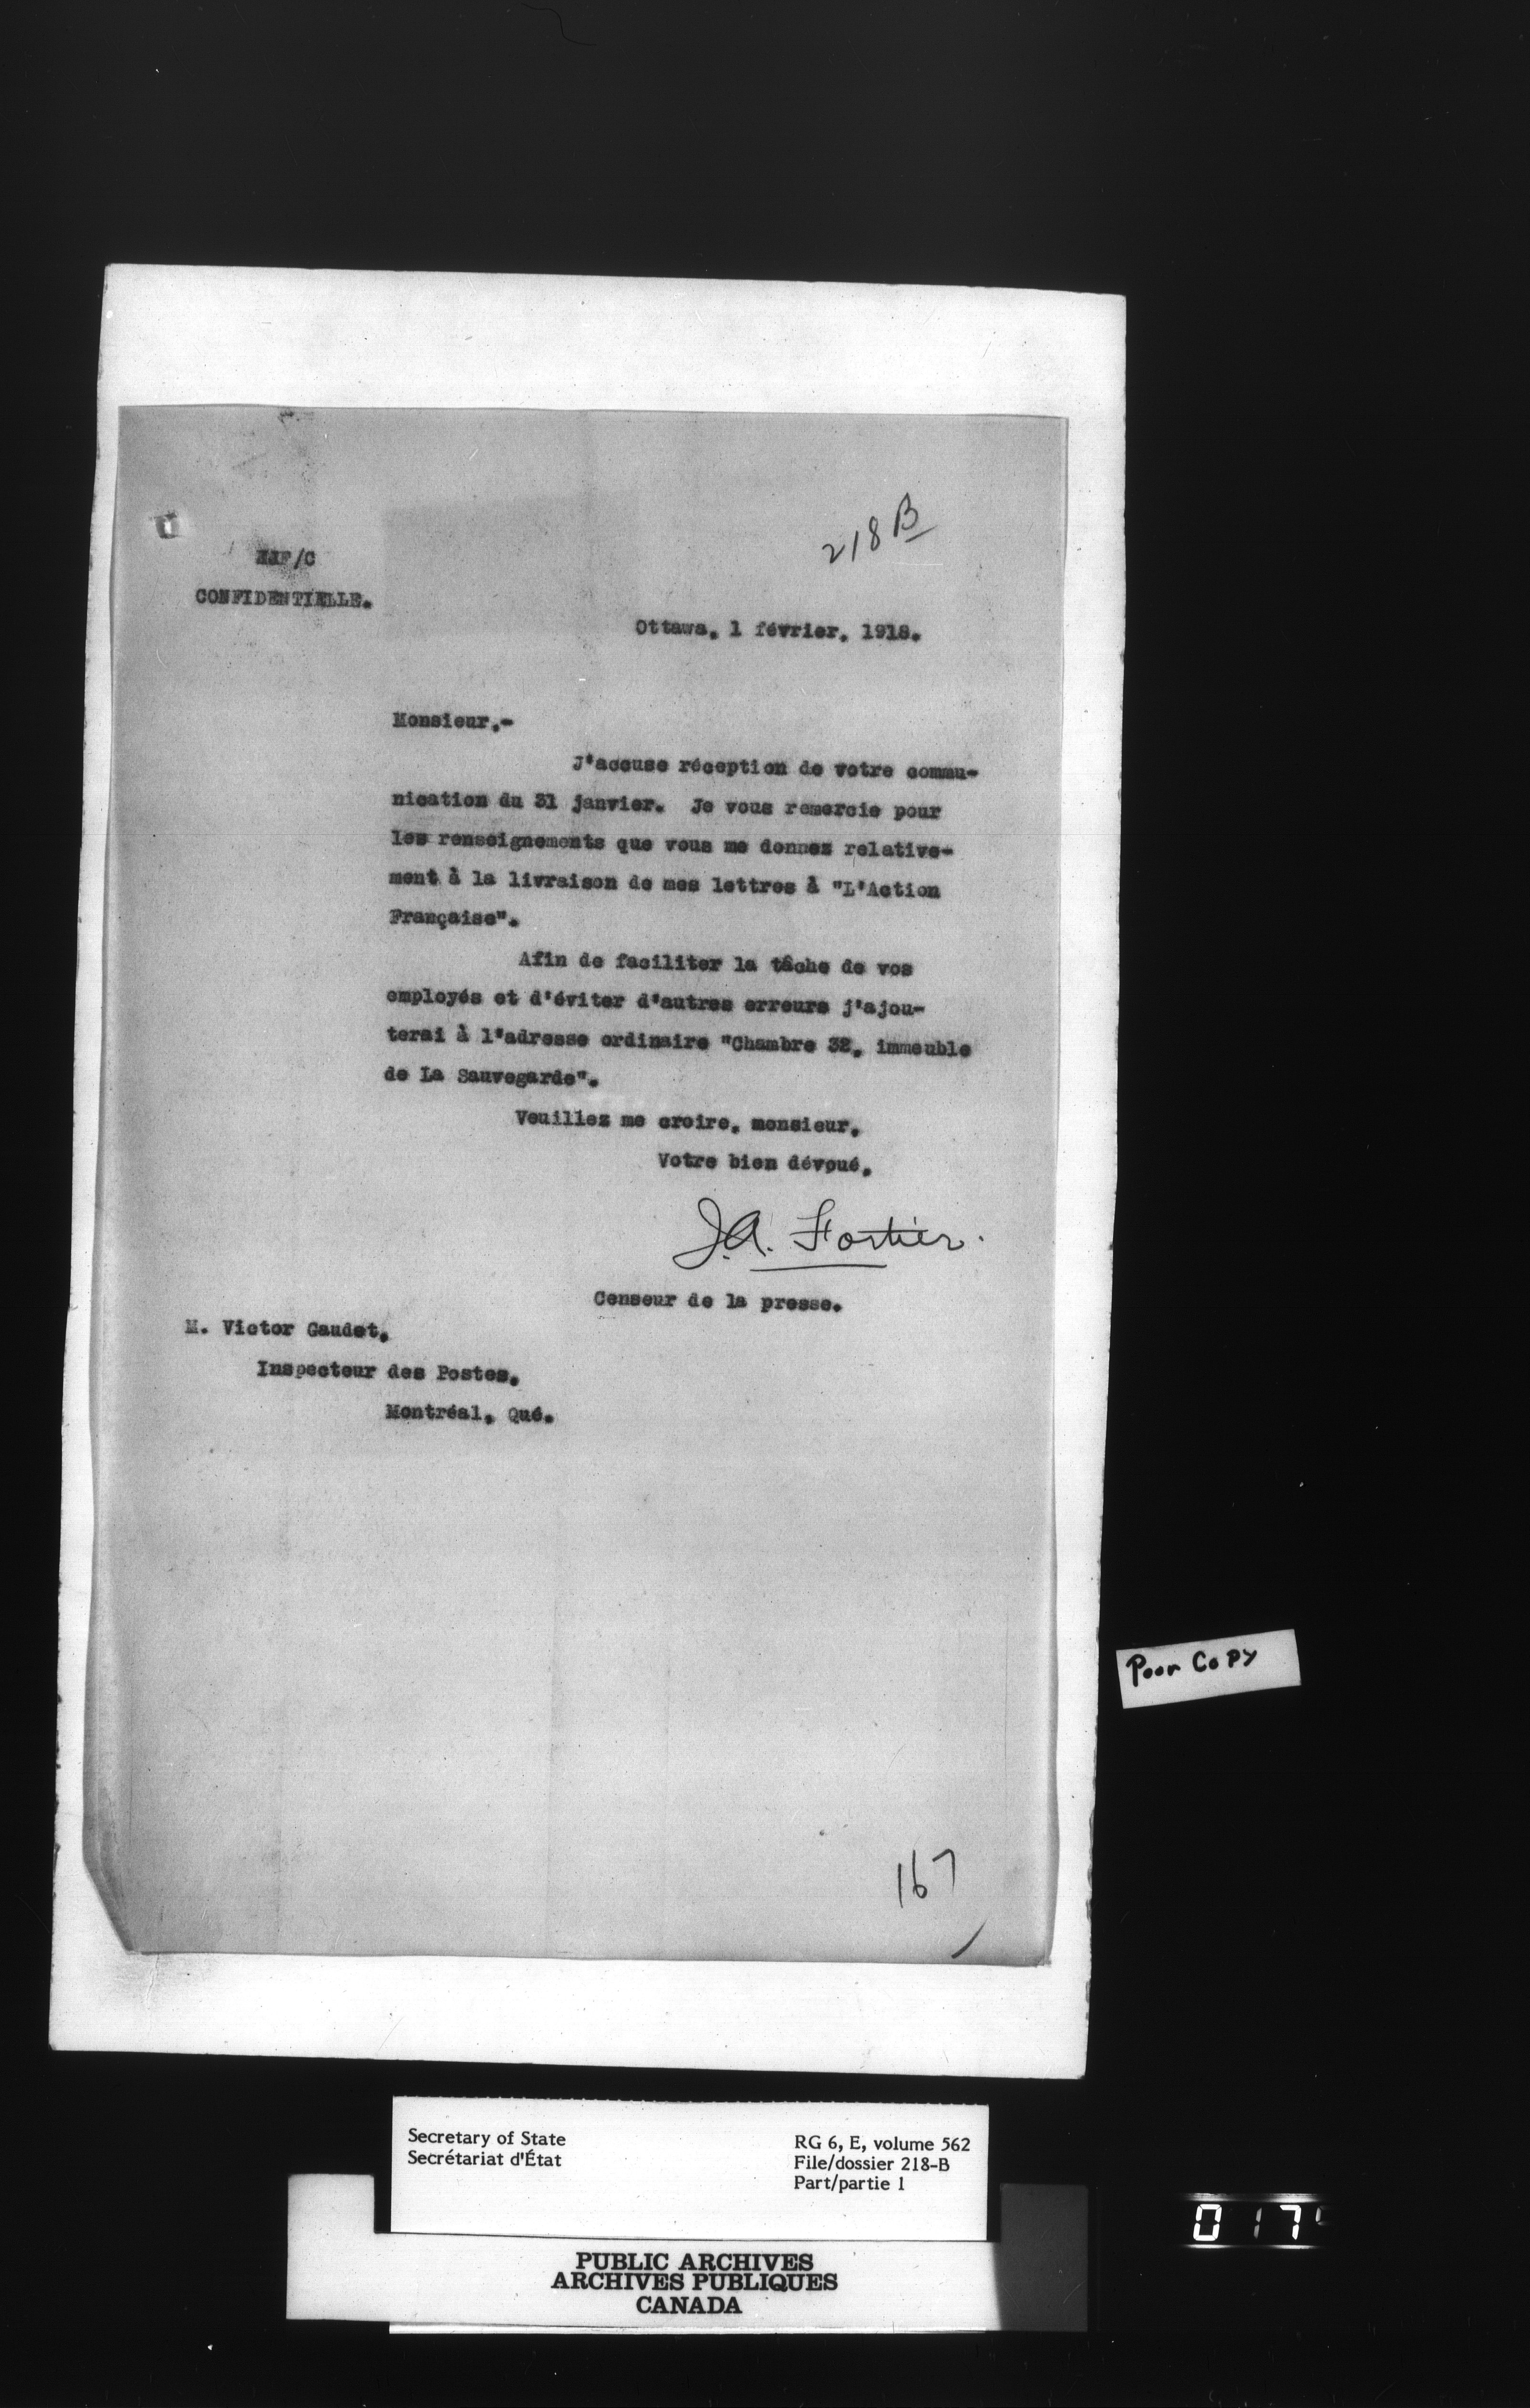 218 B
/C
CONFIDENTIELLE.
Ottawa, 1 février, 1918.
Monsieur,-
J'accuse réception de votre commu-
nication du 31 janvier. Je vous remercie pour
les renseignements que vous me donnez relative-
ment à la livraison de mes lettres à "L'Action
Française".
Afin de faciliter la tâche de vos
employés et d'éviter d'autres erreurs j'ajou-
terai à l'adresse ordinaire "Chambre 32, immeuble
de La Sauvegarde".
Veuillez me croire, monsieur,
Votre bien dévoué,
J.A. Fortier.
Censeur de la presse.
M. Victor Gaudet,
Inspecteur des Postes,
Montréal, Qué.
Poor Copy
167
Secretary of State
Secrétariat d'État
RG 6, E, volume 562
File/dossier 218-B
Part/partie 1
PUBLIC ARCHIVES
ARCHIVES PUBLIQUES
CANADA
017